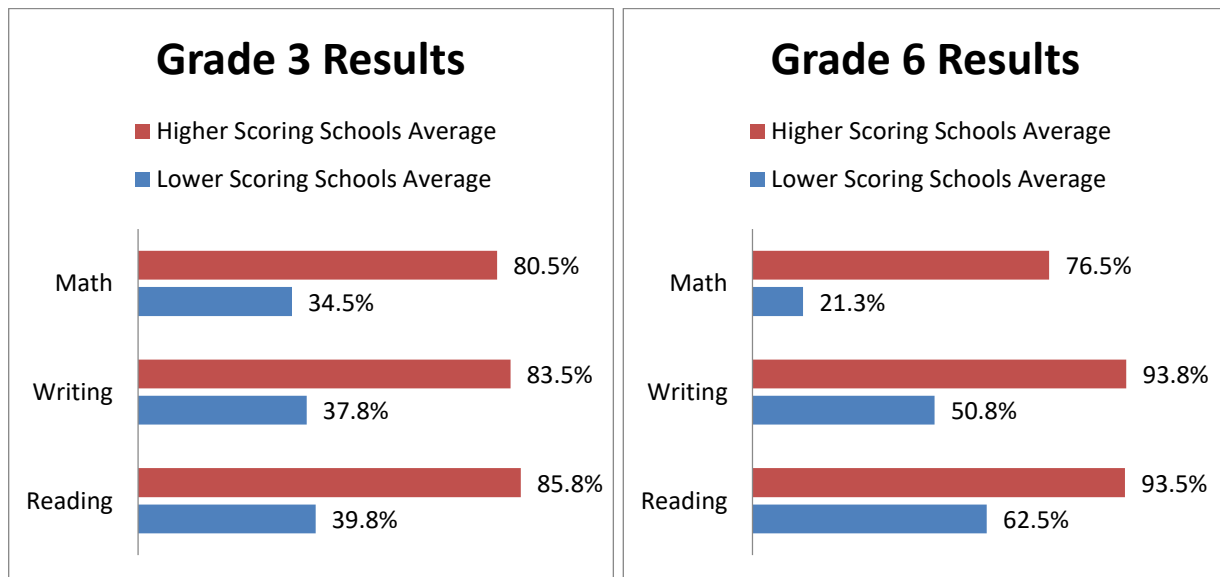 Grade 3 Results
Higher Scoring Schools Average
Lower Scoring Schools Average
Math
80.5%
34.5%
Writing
83.5%
37.8%
Reading
85.8%
39.8%
Grade 6 Results
Higher Scoring Schools Average
Lower Scoring Schools Average
Math
76.5%
21.3%
Writing
93.8%
50.8%
Reading
93.5%
62.5%